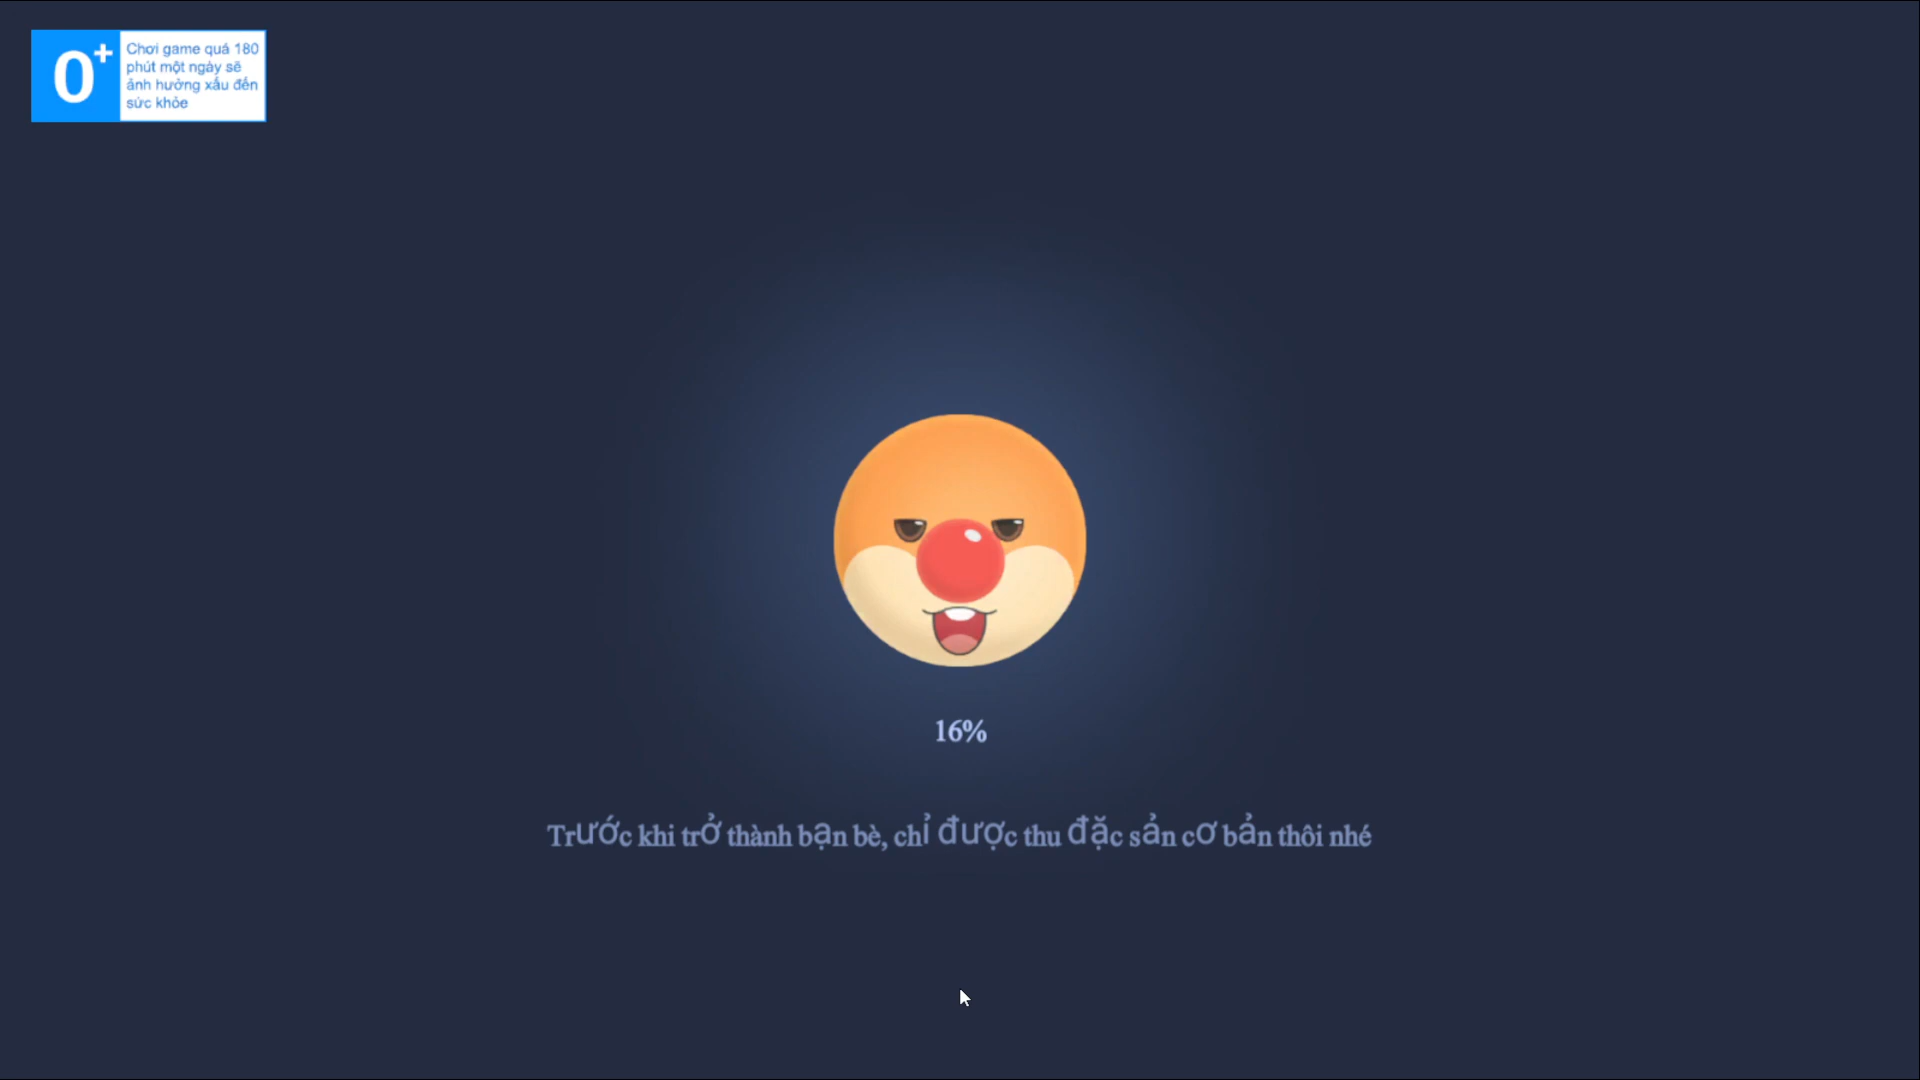 0+
Chơi game quá 180
phút một ngày sẽ
ảnh hưởng xấu đến
sức khỏe
16%
Trước khi trở thành bạn bè, chỉ được thu đặc sản cơ bản thôi nhé